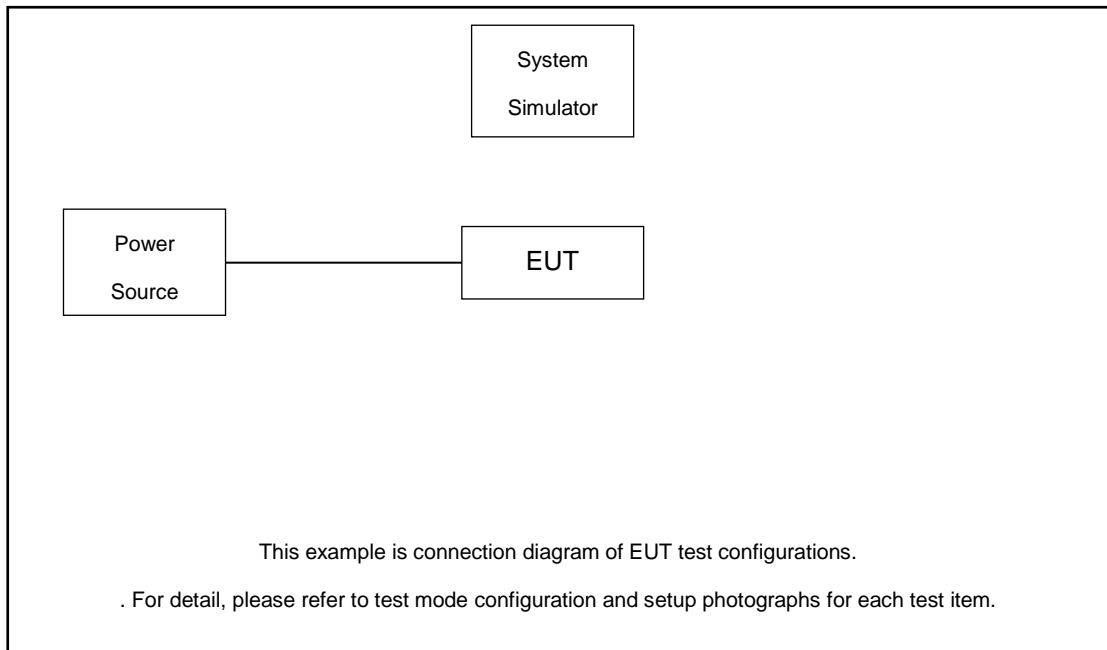 System
Simulator
Power
Source
EUT
This example is connection diagram of EUT test configurations.
. For detail, please refer to test mode configuration and setup photographs for each test item.